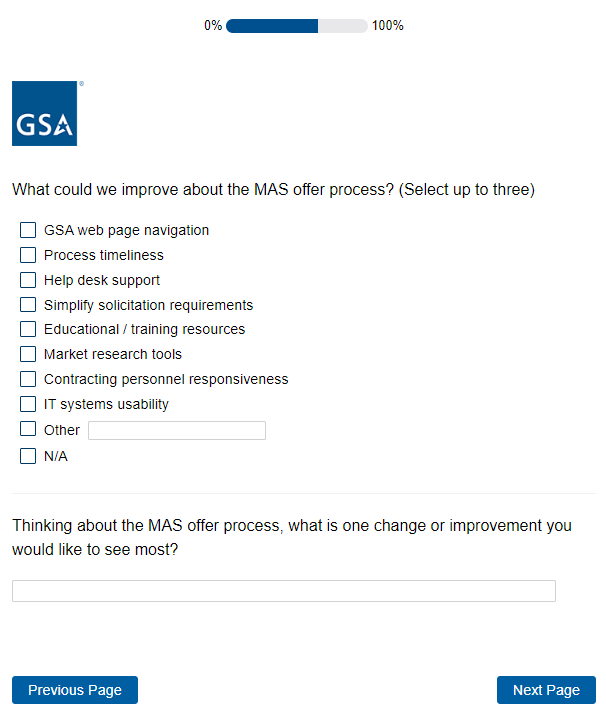 0% 100%
®
GSA
What could we improve about the MAS offer process? (Select up to three)
GSA web page navigation
Process timeliness
Help desk support
Simplify solicitation requirements
Educational / training resources
Market research tools
Contracting personnel responsiveness
IT systems usability
Other
N/A
Thinking about the MAS offer process, what is one change or improvement you
would like to see most?
Previous Page Next Page